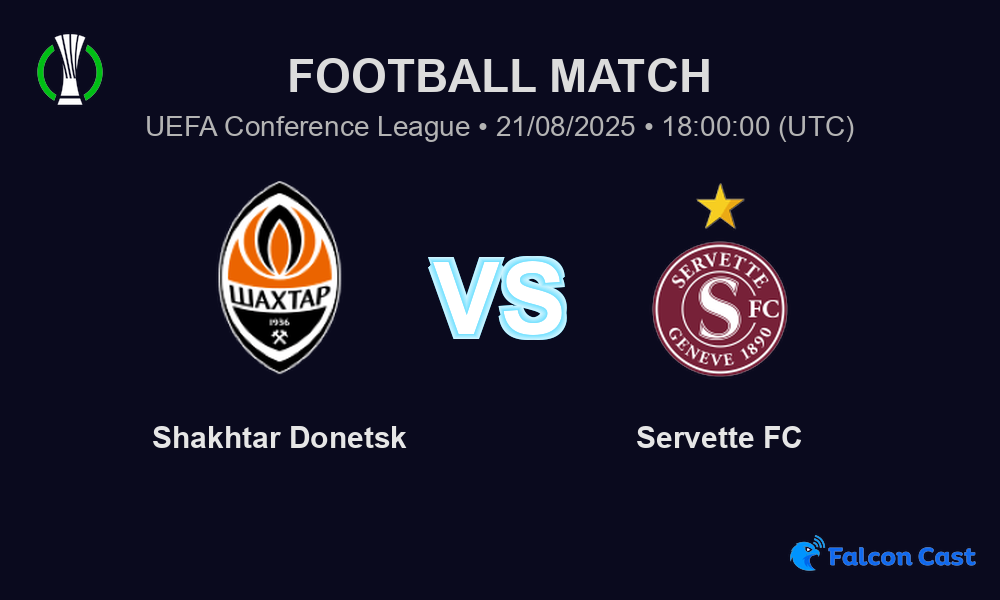 FOOTBALL MATCH
UEFA Conference League • 21/08/2025 • 18:00:00 (UTC)
ШАХТАР
1936
VS
SERVETTE
S
FC
GENEVE 1890
Shakhtar Donetsk
Servette FC
Falcon Cast